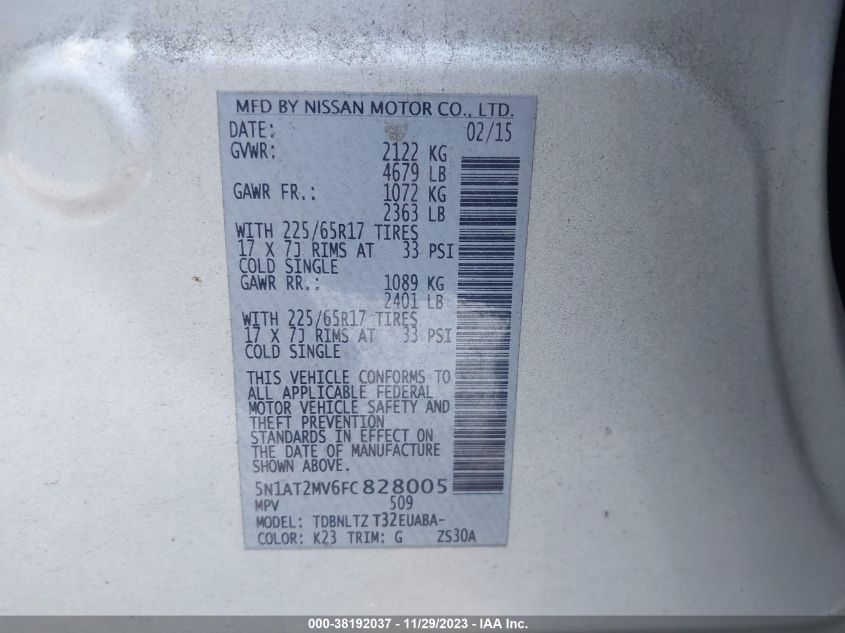 MFD BY NISSAN MOTOR CO., LTD.
DATE: 02/15
GVWR: 2122 KG
4679 LB
GAWR FR.: 1072 KG
2363 LB
WITH 225/65R17 TIRES
17 X 7J RIMS AT 33 PSI
COLD SINGLE
GAWR RR.: 1089 KG
2401 LB
WITH 225/65R17 TIRES
17 X 7J RIMS AT 33 PSI
COLD SINGLE
THIS VEHICLE CONFORMS TO
ALL APPLICABLE FEDERAL
MOTOR VEHICLE SAFETY AND
THEFT PREVENTION
STANDARDS IN EFFECT ON
THE DATE OF MANUFACTURE
SHOWN ABOVE.
5N1AT2MV6FC828005
MPV 509
MODEL: TDBNLTZ T32EUABA-
COLOR: K23 TRIM: G ZS30A
000-38192037 - 11/29/2023 - IAA Inc.